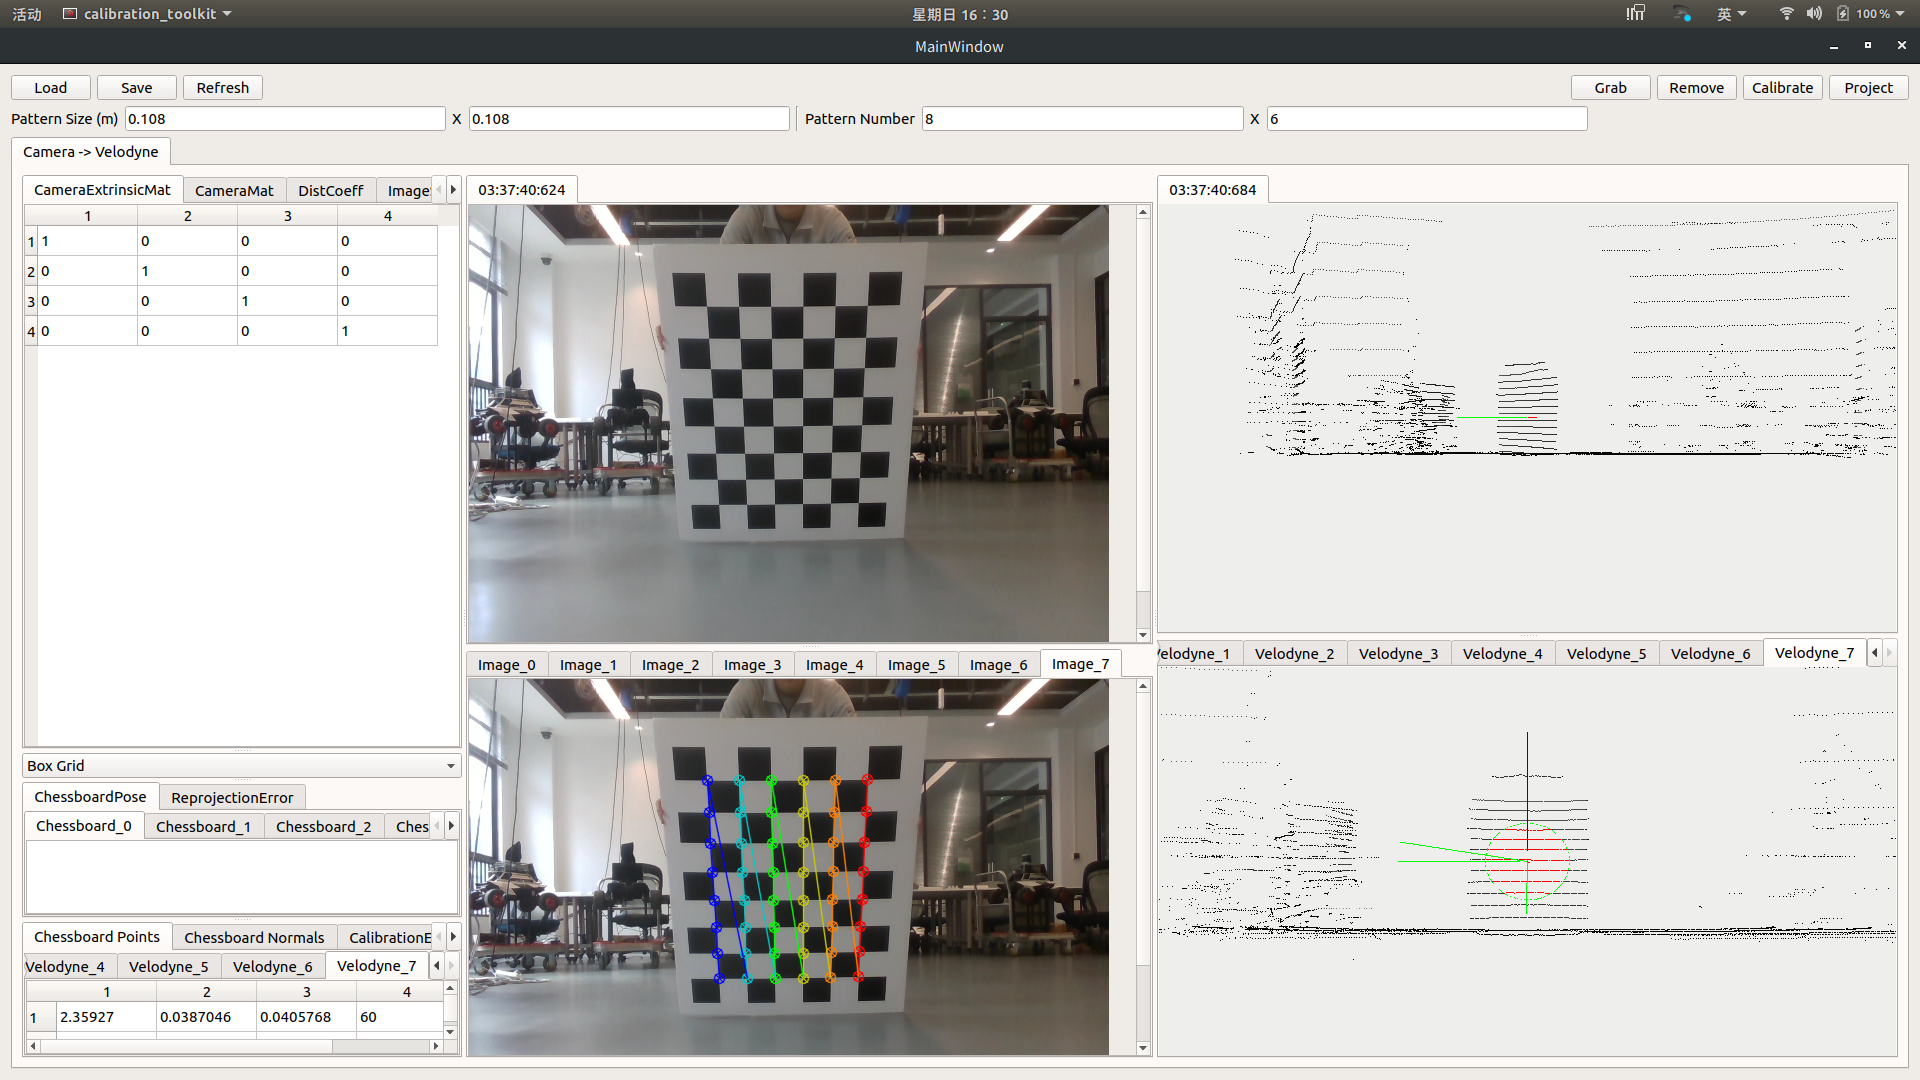 活动 calibration_toolkit 星期日 16：30 英 100 %
MainWindow
Load Save Refresh Grab Remove Calibrate Project
Pattern Size (m) 0.108 X 0.108 Pattern Number 8 X 6
Camera -> Velodyne
CameraExtrinsicMat CameraMat DistCoeff Image
1 2 3 4
1 1 0 0 0
2 0 1 0 0
3 0 0 1 0
4 0 0 0 1
Box Grid
ChessboardPose ReprojectionError
Chessboard_0 Chessboard_1 Chessboard_2 Ches
Chessboard Points Chessboard Normals CalibrationE
Velodyne_4 Velodyne_5 Velodyne_6 Velodyne_7
1 2 3 4
1 2.35927 0.0387046 0.0405768 60
03:37:40:624
Image_0 Image_1 Image_2 Image_3 Image_4 Image_5 Image_6 Image_7
03:37:40:684
Velodyne_1 Velodyne_2 Velodyne_3 Velodyne_4 Velodyne_5 Velodyne_6 Velodyne_7